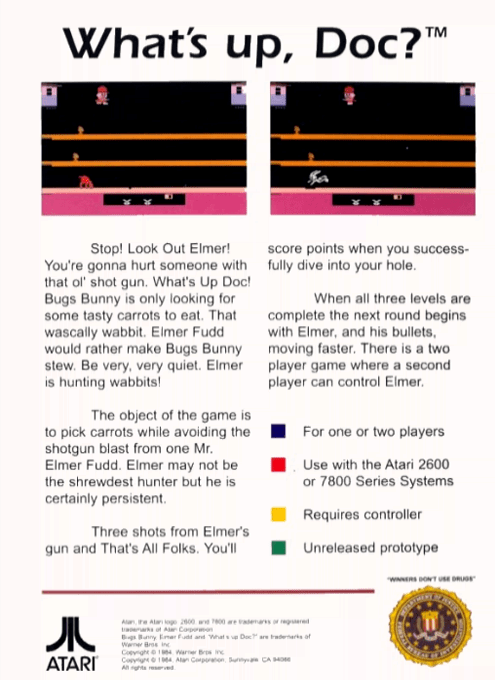 What's up, Doc?™
Stop! Look Out Elmer!
You're gonna hurt someone with
that ol' shot gun. What's Up Doc!
Bugs Bunny is only looking for
some tasty carrots to eat. That
wascally wabbit. Elmer Fudd
would rather make Bugs Bunny
stew. Be very, very quiet. Elmer
is hunting wabbits!
The object of the game is
to pick carrots while avoiding the
shotgun blast from one Mr.
Elmer Fudd. Elmer may not be
the shrewdest hunter but he is
certainly persistent.
Three shots from Elmer's
gun and That's All Folks. You'll
score points when you success-
fully dive into your hole.
When all three levels are
complete the next round begins
with Elmer, and his bullets,
moving faster. There is a two
player game where a second
player can control Elmer.
For one or two players
Use with the Atari 2600
or 7800 Series Systems
Requires controller
Unreleased prototype
"WINNERS DON'T USE DRUGS"
ATARI
Atari, the Atari logo, 2600, and 7800 are trademarks or registered
trademarks of Atari Corporation
Bugs Bunny, Elmer Fudd and "What's up Doc?" are trademarks of
Warner Bros. Inc.
Copyright © 1984, Warner Bros. Inc.
Copyright © 1984, Atari Corporation, Sunnyvale, CA 94086
All rights reserved.